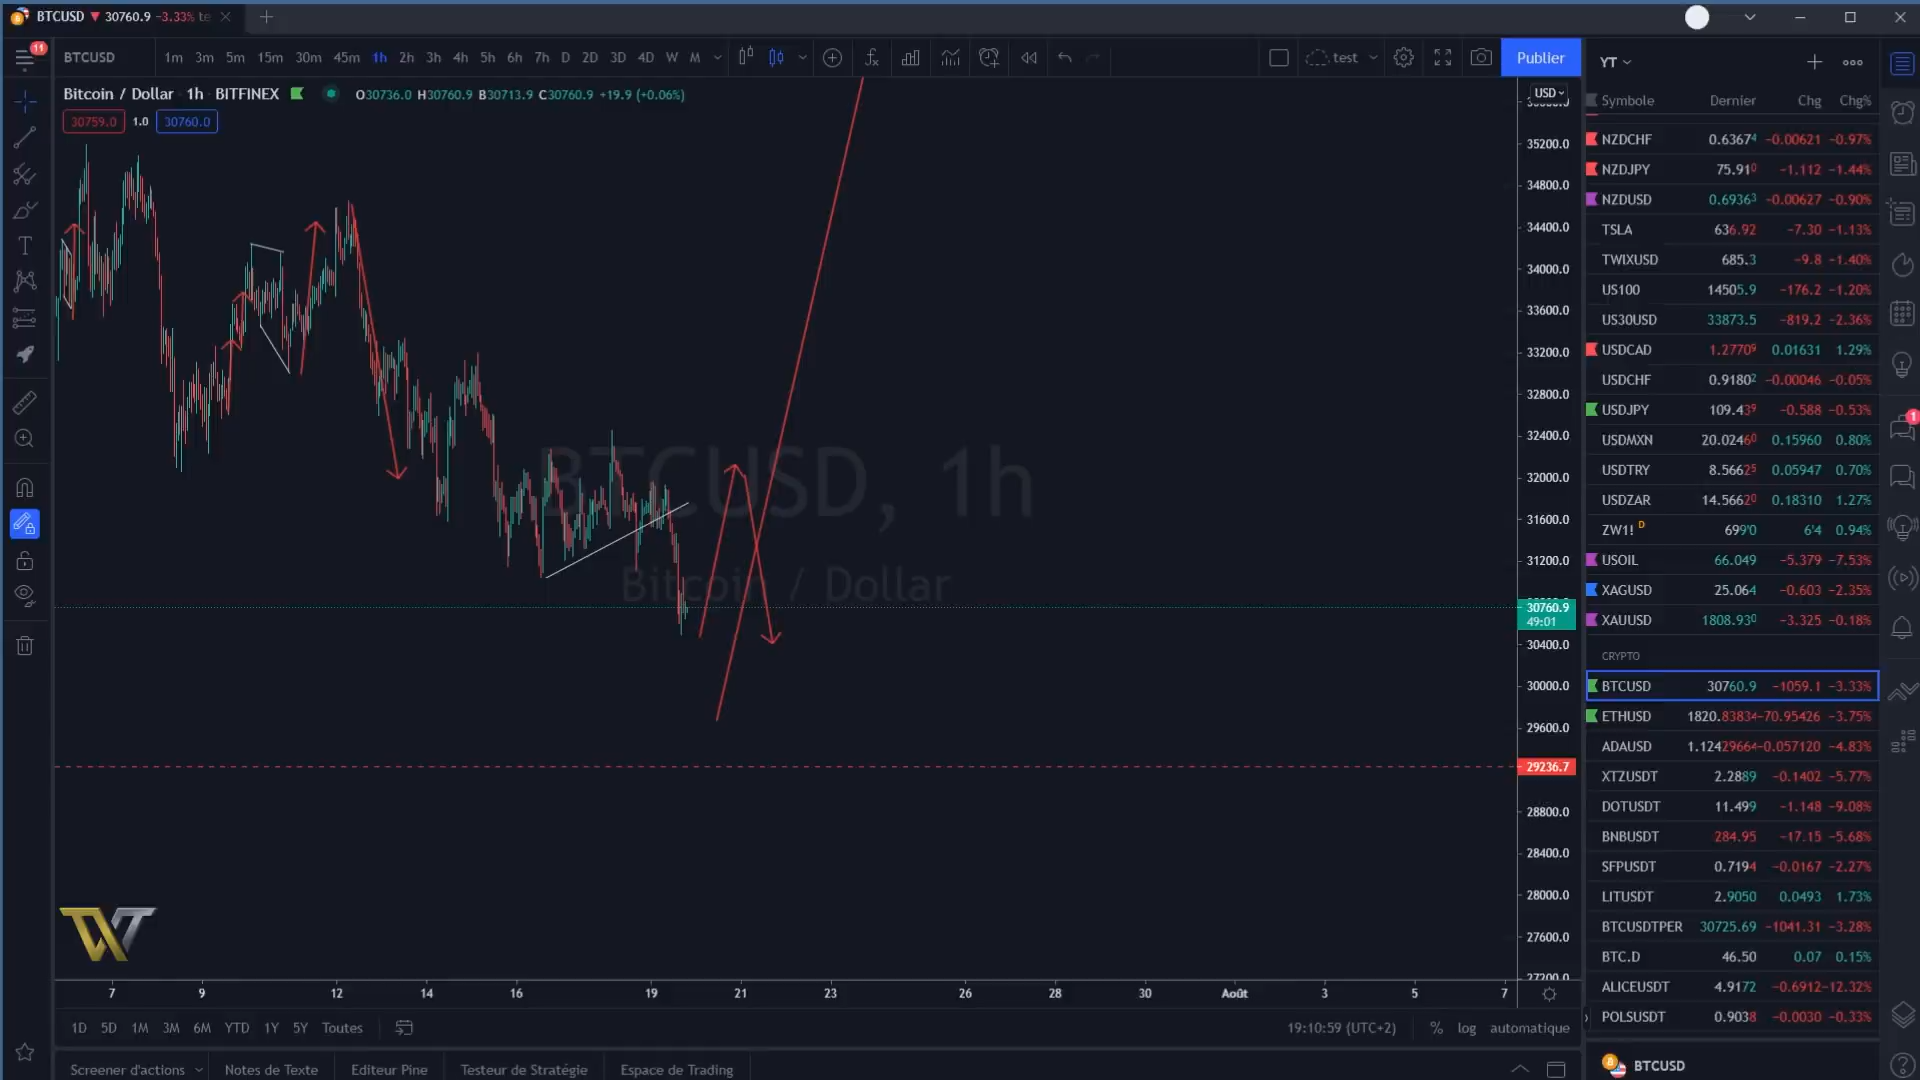 BTCUSD ▼ 30760.9 −3.33% te
11
BTCUSD 1m 3m 5m 15m 30m 45m 1h 2h 3h 4h 5h 6h 7h D 2D 3D 4D W M test Publier
Bitcoin / Dollar 1h · BITFINEX O30736.0 H30760.9 B30713.9 C30760.9 +19.9 (+0.06%)
30759.0 1.0 30760.0
BTCUSD, 1h
Bitcoin / Dollar
USD
35200.0
34800.0
34400.0
34000.0
33600.0
33200.0
32800.0
32400.0
32000.0
31600.0
31200.0
30760.9
49:01
30400.0
30000.0
29600.0
29236.7
28800.0
28400.0
28000.0
27600.0
27200.0
7 9 12 14 16 19 21 23 26 28 30 Août 3 5 7
1D 5D 1M 3M 6M YTD 1Y 5Y Toutes 19:10:59 (UTC+2) % log automatique
Screener d'actions Notes de Texte Editeur Pine Testeur de Stratégie Espace de Trading
YT
Symbole Dernier Chg Chg%
NZDCHF 0.63674 −0.00621 −0.97%
NZDJPY 75.910 −1.112 −1.44%
NZDUSD 0.69363 −0.00627 −0.90%
TSLA 636.92 −7.30 −1.13%
TWIXUSD 685.3 −9.8 −1.40%
US100 14505.9 −176.2 −1.20%
US30USD 33873.5 −819.2 −2.36%
USDCAD 1.27709 0.01631 1.29%
USDCHF 0.91802 −0.00046 −0.05%
USDJPY 109.439 −0.588 −0.53%
USDMXN 20.02460 0.15960 0.80%
USDTRY 8.56625 0.05947 0.70%
USDZAR 14.56620 0.18310 1.27%
ZW1! D 699'0 6'4 0.94%
USOIL 66.049 −5.379 −7.53%
XAGUSD 25.064 −0.603 −2.35%
XAUUSD 1808.930 −3.325 −0.18%
CRYPTO
BTCUSD 30760.9 −1059.1 −3.33%
ETHUSD 1820.83834 −70.95426 −3.75%
ADAUSD 1.12429664 −0.057120 −4.83%
XTZUSDT 2.2889 −0.1402 −5.77%
DOTUSDT 11.499 −1.148 −9.08%
BNBUSDT 284.95 −17.15 −5.68%
SFPUSDT 0.7194 −0.0167 −2.27%
LITUSDT 2.9050 0.0493 1.73%
BTCUSDTPER 30725.69 −1041.31 −3.28%
BTC.D 46.50 0.07 0.15%
ALICEUSDT 4.9172 −0.6912 −12.32%
POLSUSDT 0.9038 −0.0030 −0.33%
BTCUSD
1